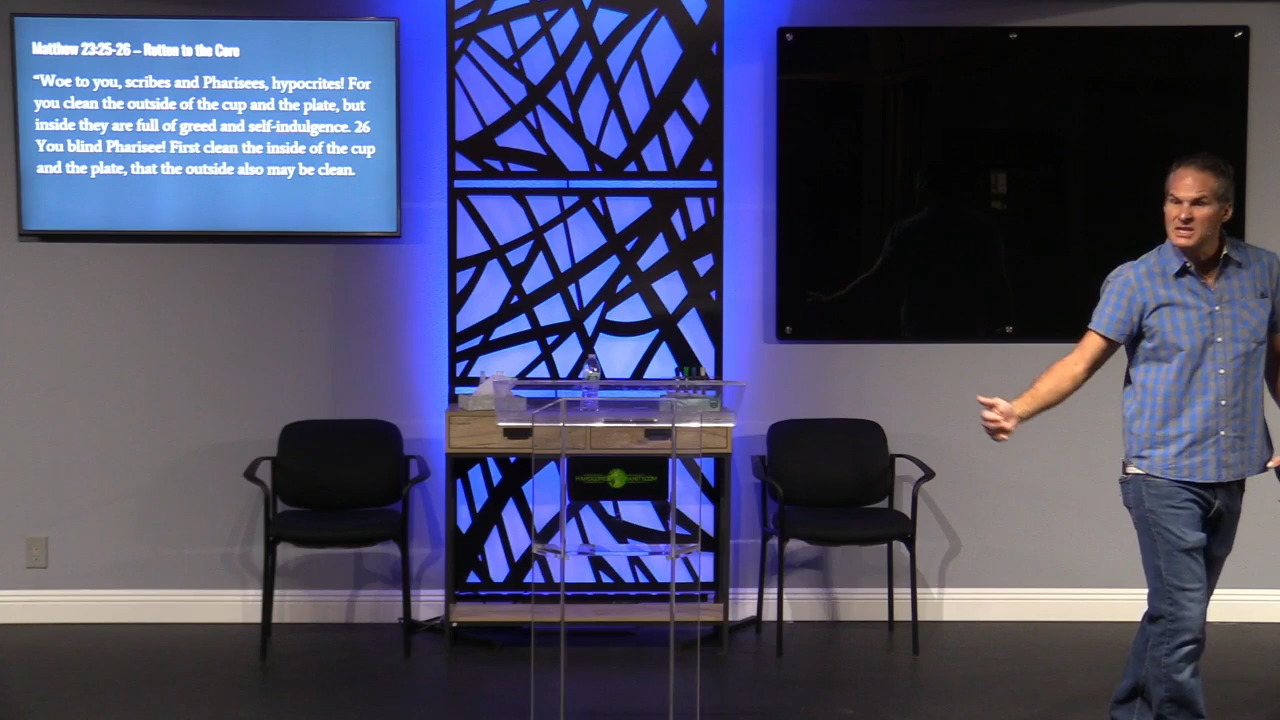 Matthew 23:25-26 – Rotten to the Core
“Woe to you, scribes and Pharisees, hypocrites! For
you clean the outside of the cup and the plate, but
inside they are full of greed and self-indulgence. 26
You blind Pharisee! First clean the inside of the cup
and the plate, that the outside also may be clean.